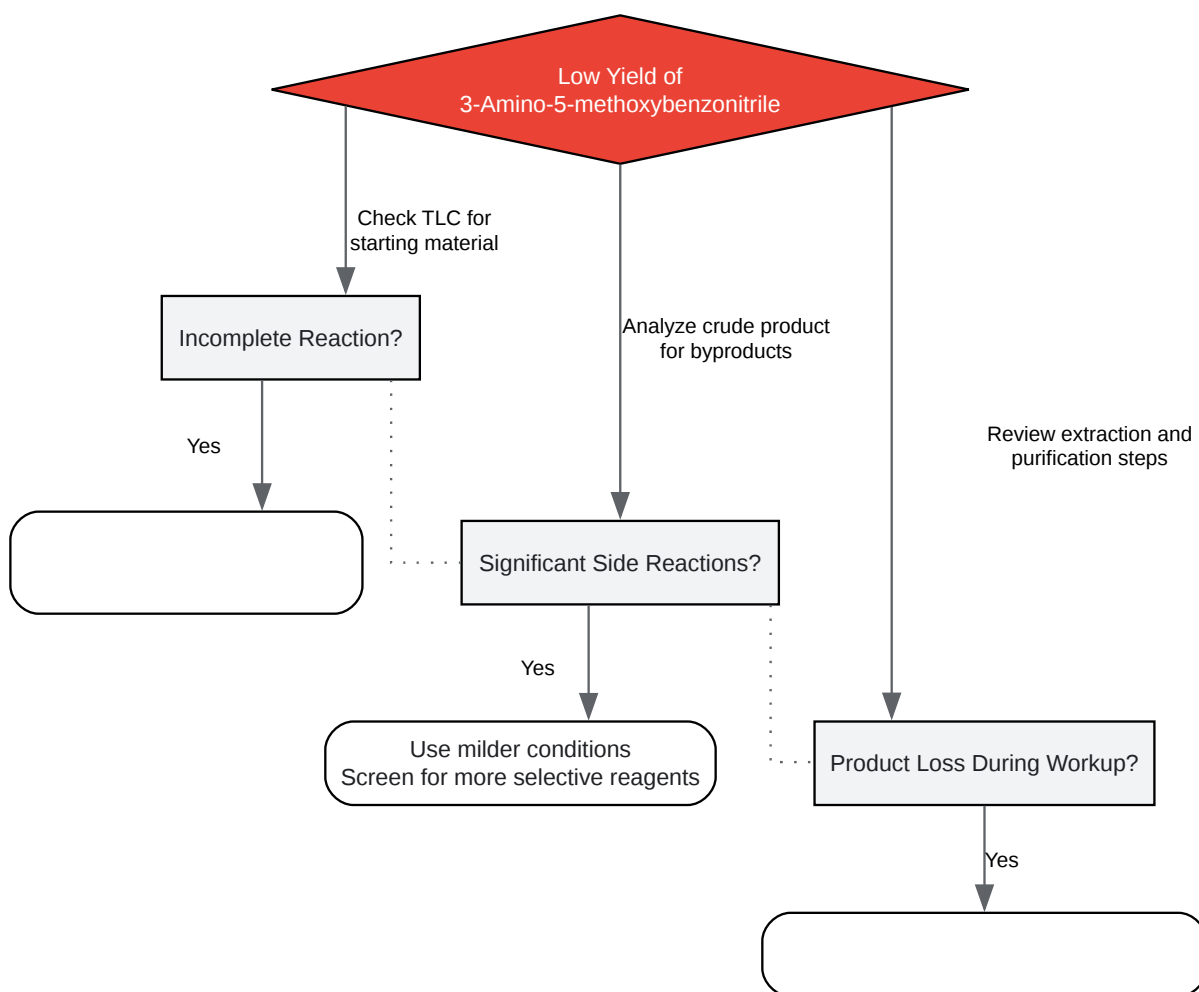 Low Yield of
3-Amino-5-methoxybenzonitrile
Check TLC for
starting material
Incomplete Reaction?
Analyze crude product
for byproducts
Review extraction and
purification steps
Yes
Significant Side Reactions?
Yes
Use milder conditions
Screen for more selective reagents
Product Loss During Workup?
Yes